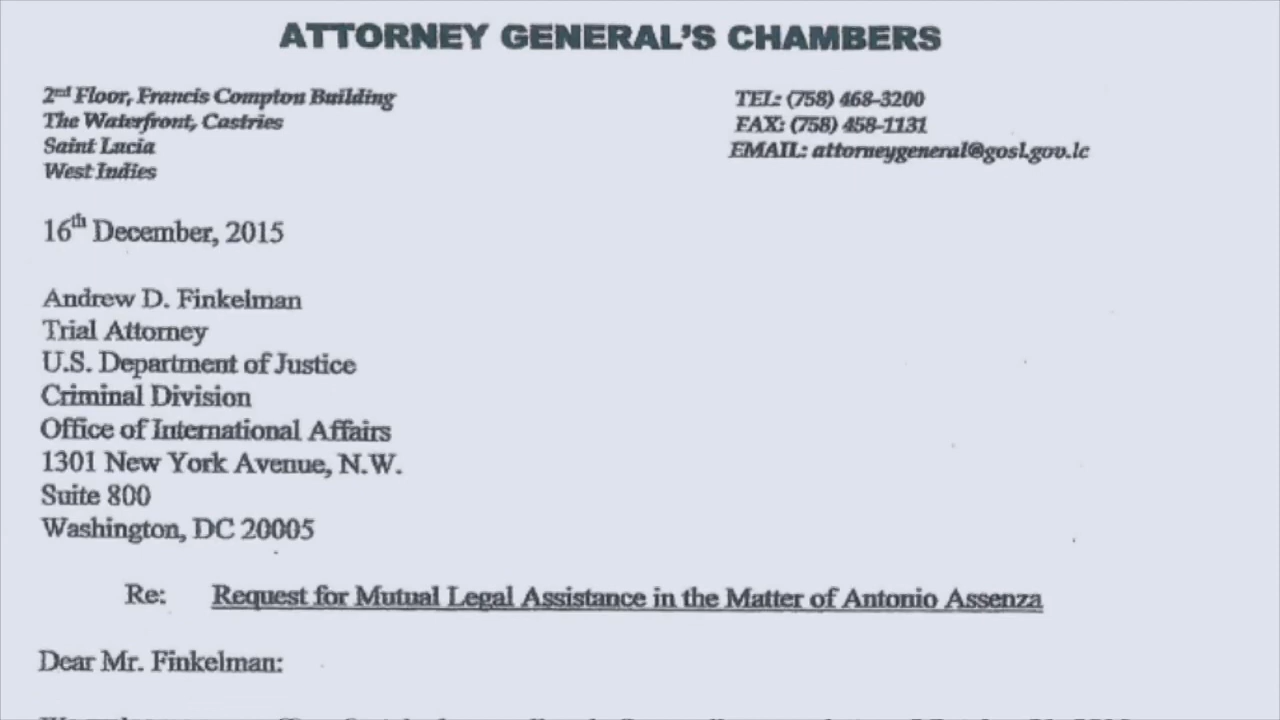 ATTORNEY GENERAL'S CHAMBERS
2nd Floor, Francis Compton Building
The Waterfront, Castries
Saint Lucia
West Indies
TEL: (758) 468-3200
FAX: (758) 458-1131
EMAIL: attorneygeneral@gosl.gov.lc
16th December, 2015
Andrew D. Finkelman
Trial Attorney
U.S. Department of Justice
Criminal Division
Office of International Affairs
1301 New York Avenue, N.W.
Suite 800
Washington, DC 20005
Re: Request for Mutual Legal Assistance in the Matter of Antonio Assenza
Dear Mr. Finkelman: